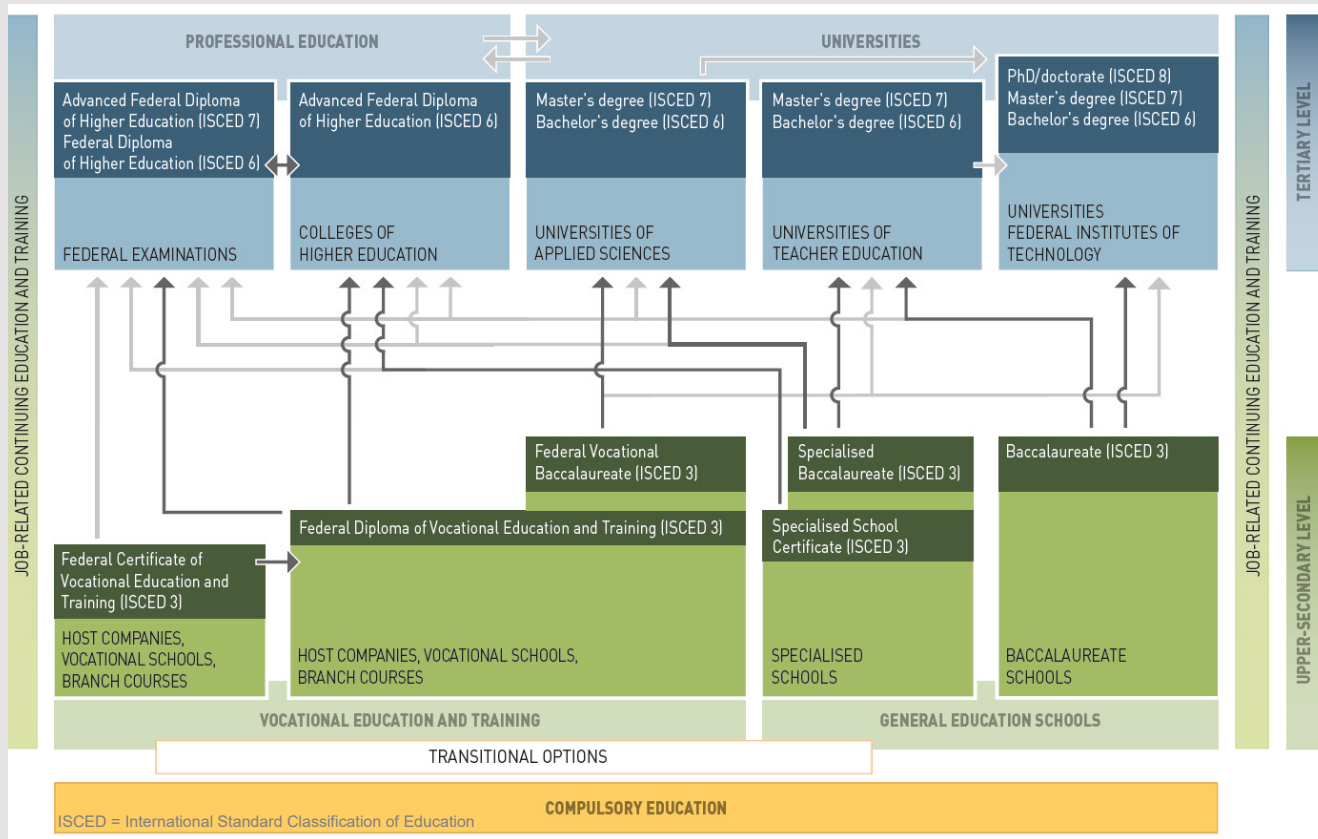 PROFESSIONAL EDUCATION
UNIVERSITIES
Advanced Federal Diploma
of Higher Education (ISCED 7)
Federal Diploma
of Higher Education (ISCED 6)
FEDERAL EXAMINATIONS
Advanced Federal Diploma
of Higher Education (ISCED 6)
COLLEGES OF
HIGHER EDUCATION
Master's degree (ISCED 7)
Bachelor's degree (ISCED 6)
UNIVERSITIES OF
APPLIED SCIENCES
Master's degree (ISCED 7)
Bachelor's degree (ISCED 6)
UNIVERSITIES OF
TEACHER EDUCATION
PhD/doctorate (ISCED 8)
Master's degree (ISCED 7)
Bachelor's degree (ISCED 6)
UNIVERSITIES
FEDERAL INSTITUTES OF
TECHNOLOGY
JOB-RELATED CONTINUING EDUCATION AND TRAINING
JOB-RELATED CONTINUING EDUCATION AND TRAINING
TERTIARY LEVEL
UPPER-SECONDARY LEVEL
Federal Vocational
Baccalaureate (ISCED 3)
Specialised
Baccalaureate (ISCED 3)
Baccalaureate (ISCED 3)
Federal Diploma of Vocational Education and Training (ISCED 3)
Specialised School
Certificate (ISCED 3)
Federal Certificate of
Vocational Education and
Training (ISCED 3)
HOST COMPANIES,
VOCATIONAL SCHOOLS,
BRANCH COURSES
HOST COMPANIES, VOCATIONAL SCHOOLS,
BRANCH COURSES
SPECIALISED
SCHOOLS
BACCALAUREATE
SCHOOLS
VOCATIONAL EDUCATION AND TRAINING
GENERAL EDUCATION SCHOOLS
TRANSITIONAL OPTIONS
COMPULSORY EDUCATION
ISCED = International Standard Classification of Education